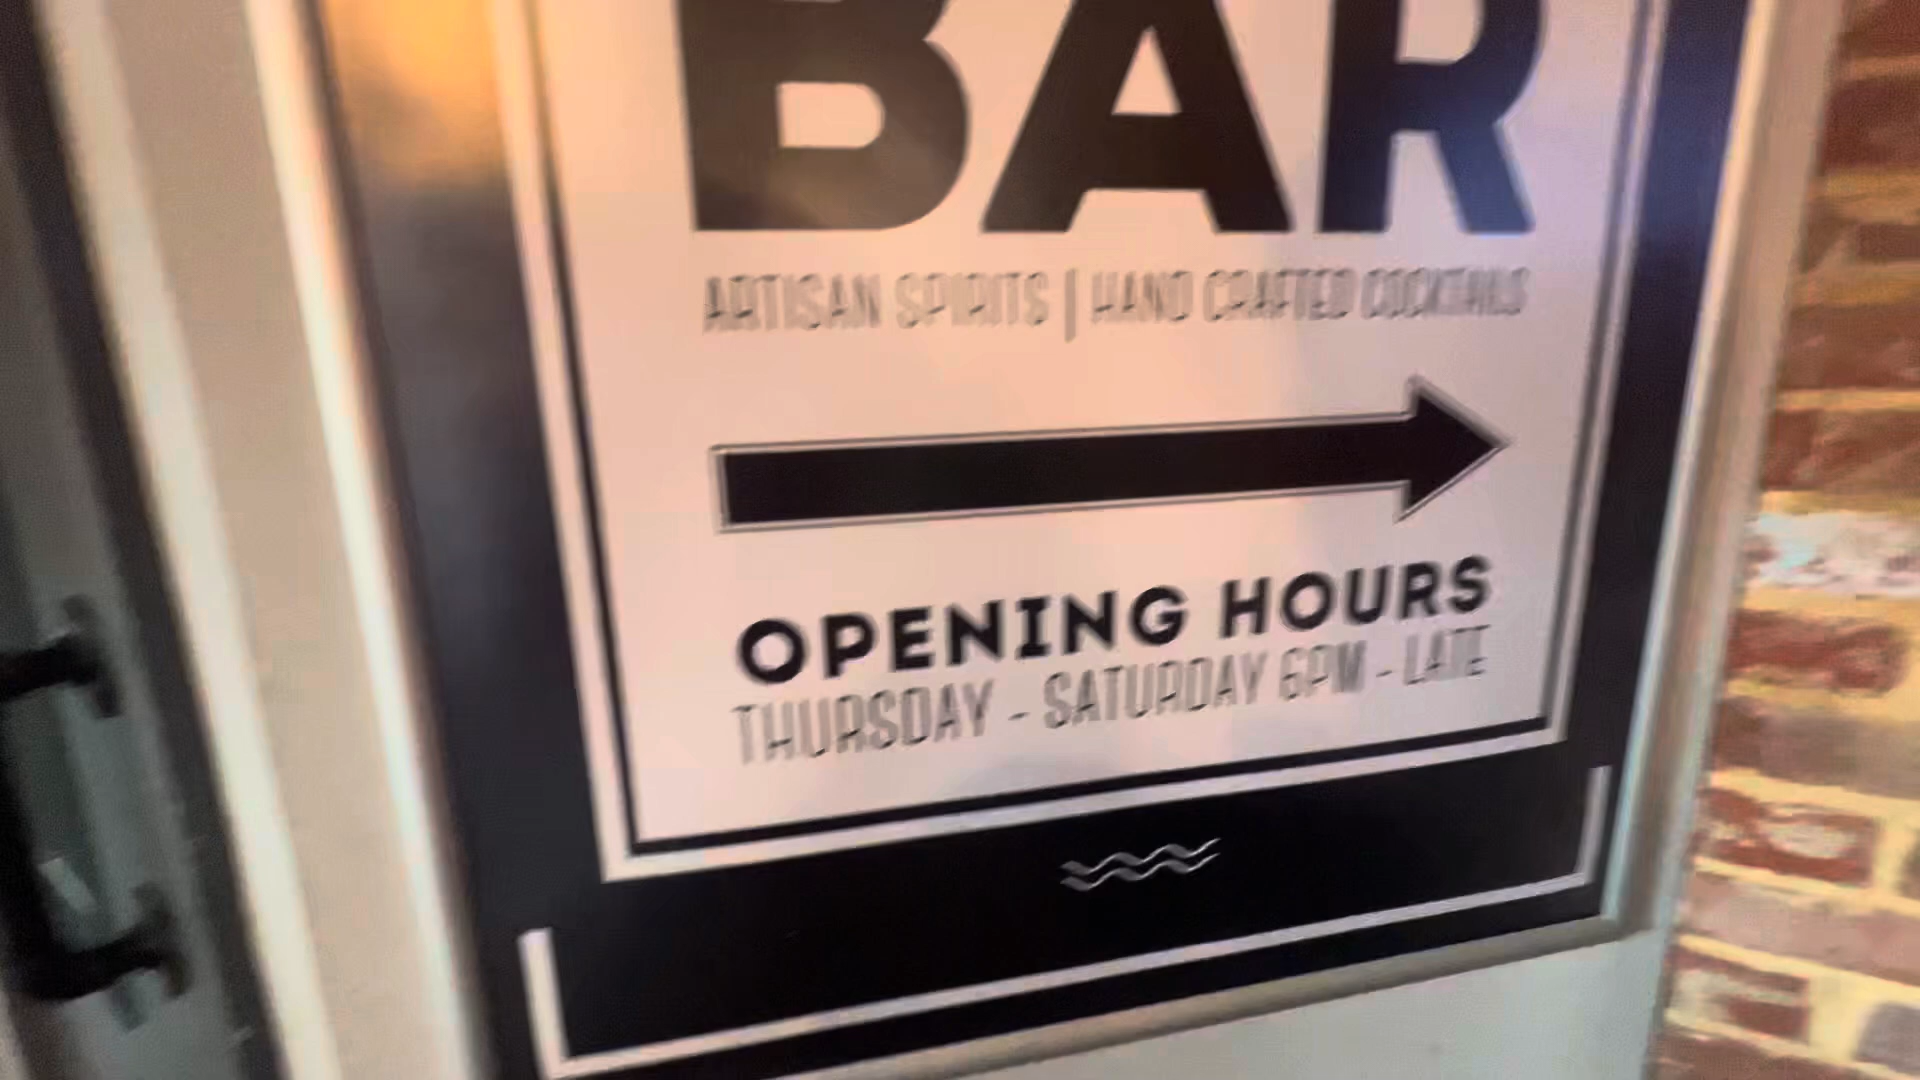 BAR
ARTISAN SPIRITS | HAND CRAFTED COCKTAILS
OPENING HOURS
THURSDAY - SATURDAY 6PM - LATE